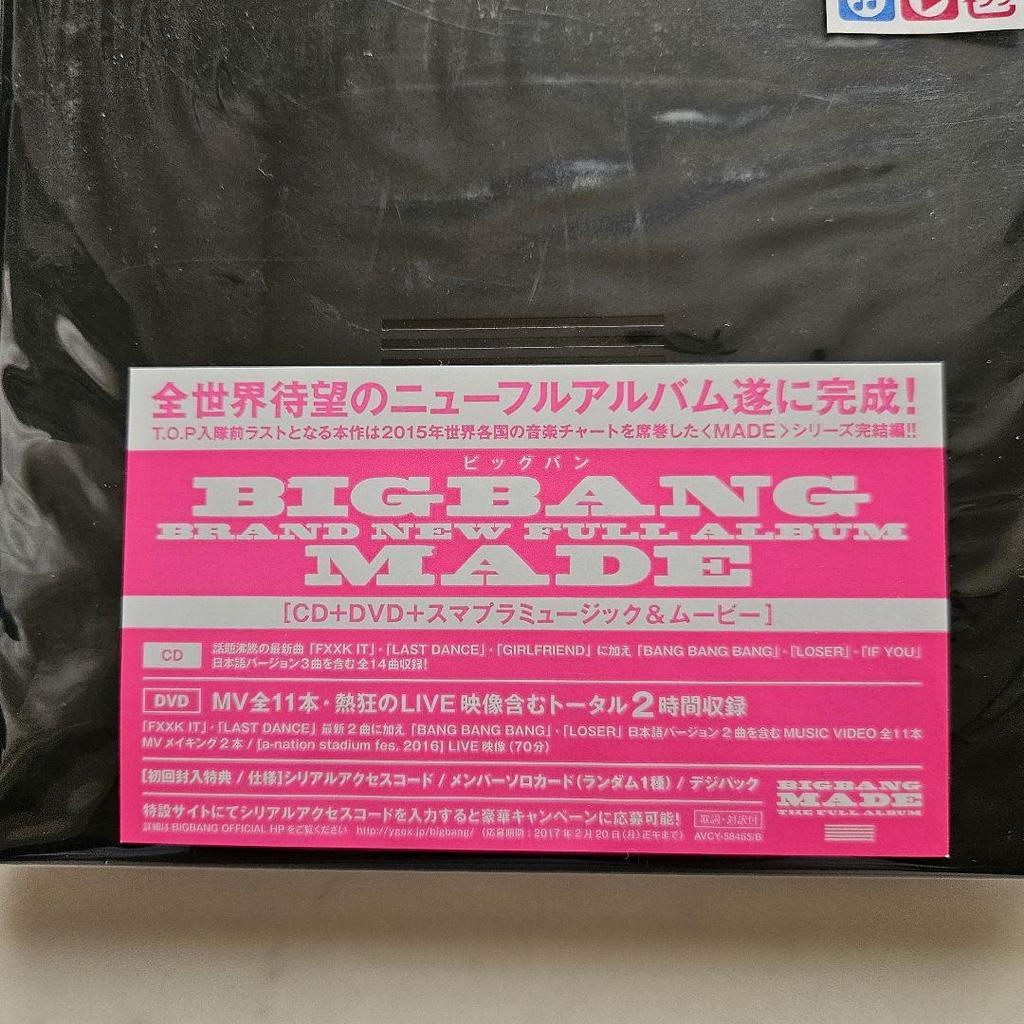 全世界待望のニューフルアルバム遂に完成!
T.O.P入隊前ラストとなる本作は2015年世界各国の音楽チャートを席巻した<MADE>シリーズ完結編!!
ビッグバン
BIGBANG
BRAND NEW FULL ALBUM
MADE
[CD+DVD+スマプラミュージック&ムービー]
CD 話題沸騰の最新曲「FXXK IT」・「LAST DANCE」・「GIRLFRIEND」に加え「BANG BANG BANG」・「LOSER」・「IF YOU」
日本語バージョン3曲を含む全14曲収録!
DVD MV全11本・熱狂のLIVE映像含むトータル2時間収録
「FXXK IT」・「LAST DANCE」最新2曲に加え「BANG BANG BANG」・「LOSER」日本語バージョン2曲を含むMUSIC VIDEO全11本
MVメイキング2本 / [a-nation stadium fes. 2016] LIVE映像(70分)
[初回封入特典 / 仕様]シリアルアクセスコード / メンバーソロカード(ランダム1種) / デジパック
特設サイトにてシリアルアクセスコードを入力すると豪華キャンペーンに応募可能!
詳細はBIGBANG OFFICIAL HPをご覧ください http://ygex.jp/bigbang/ (応募期間:2017年2月20日(月)正午まで)
BIGBANG
MADE
THE FULL ALBUM
歌詞・対訳付
AVCY-58465/B